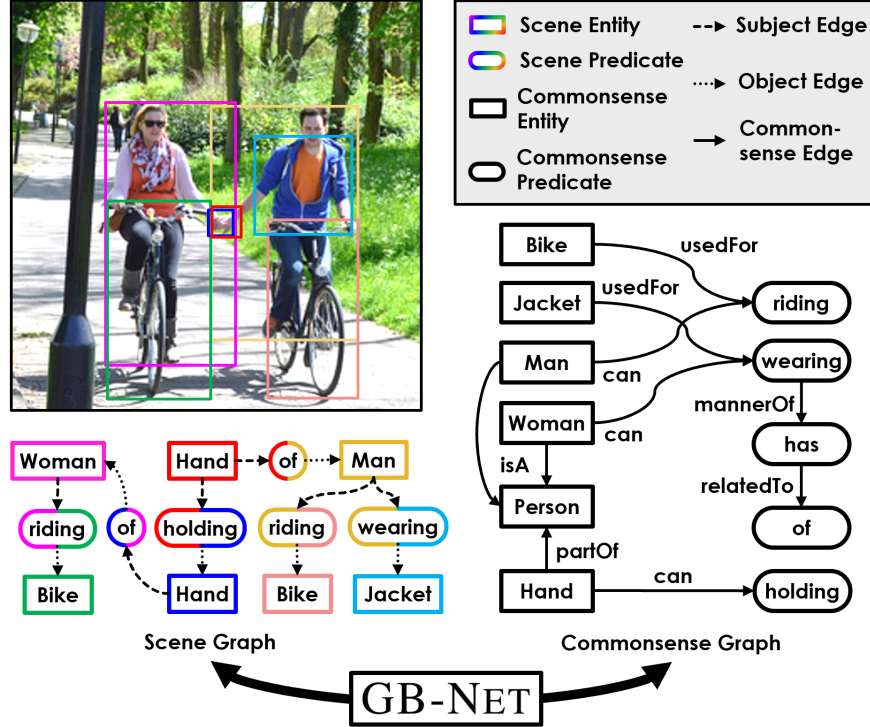 Scene Entity
Scene Predicate
Commonsense
Entity
Commonsense
Predicate
Subject Edge
Object Edge
Common-
sense Edge
Woman
Hand
of
Man
riding
of
holding
riding
wearing
Bike
Hand
Bike
Jacket
Scene Graph
Bike
usedFor
Jacket
usedFor
riding
Man
can
wearing
Woman
can
mannerOf
isA
has
relatedTo
Person
of
partOf
Hand
can
holding
Commonsense Graph
GB-NET